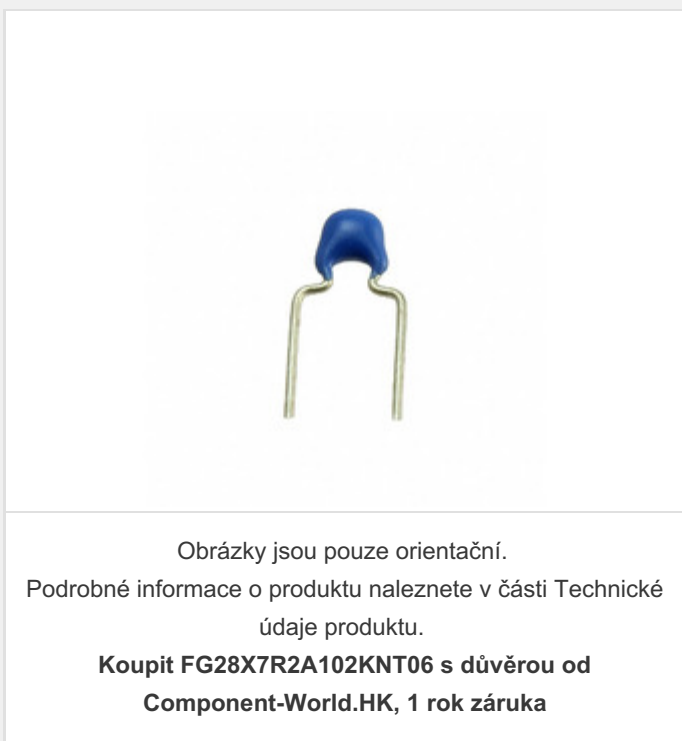 Obrázky jsou pouze orientační.
Podrobné informace o produktu naleznete v části Technické
údaje produktu.
Koupit FG28X7R2A102KNT06 s důvěrou od
Component-World.HK, 1 rok záruka